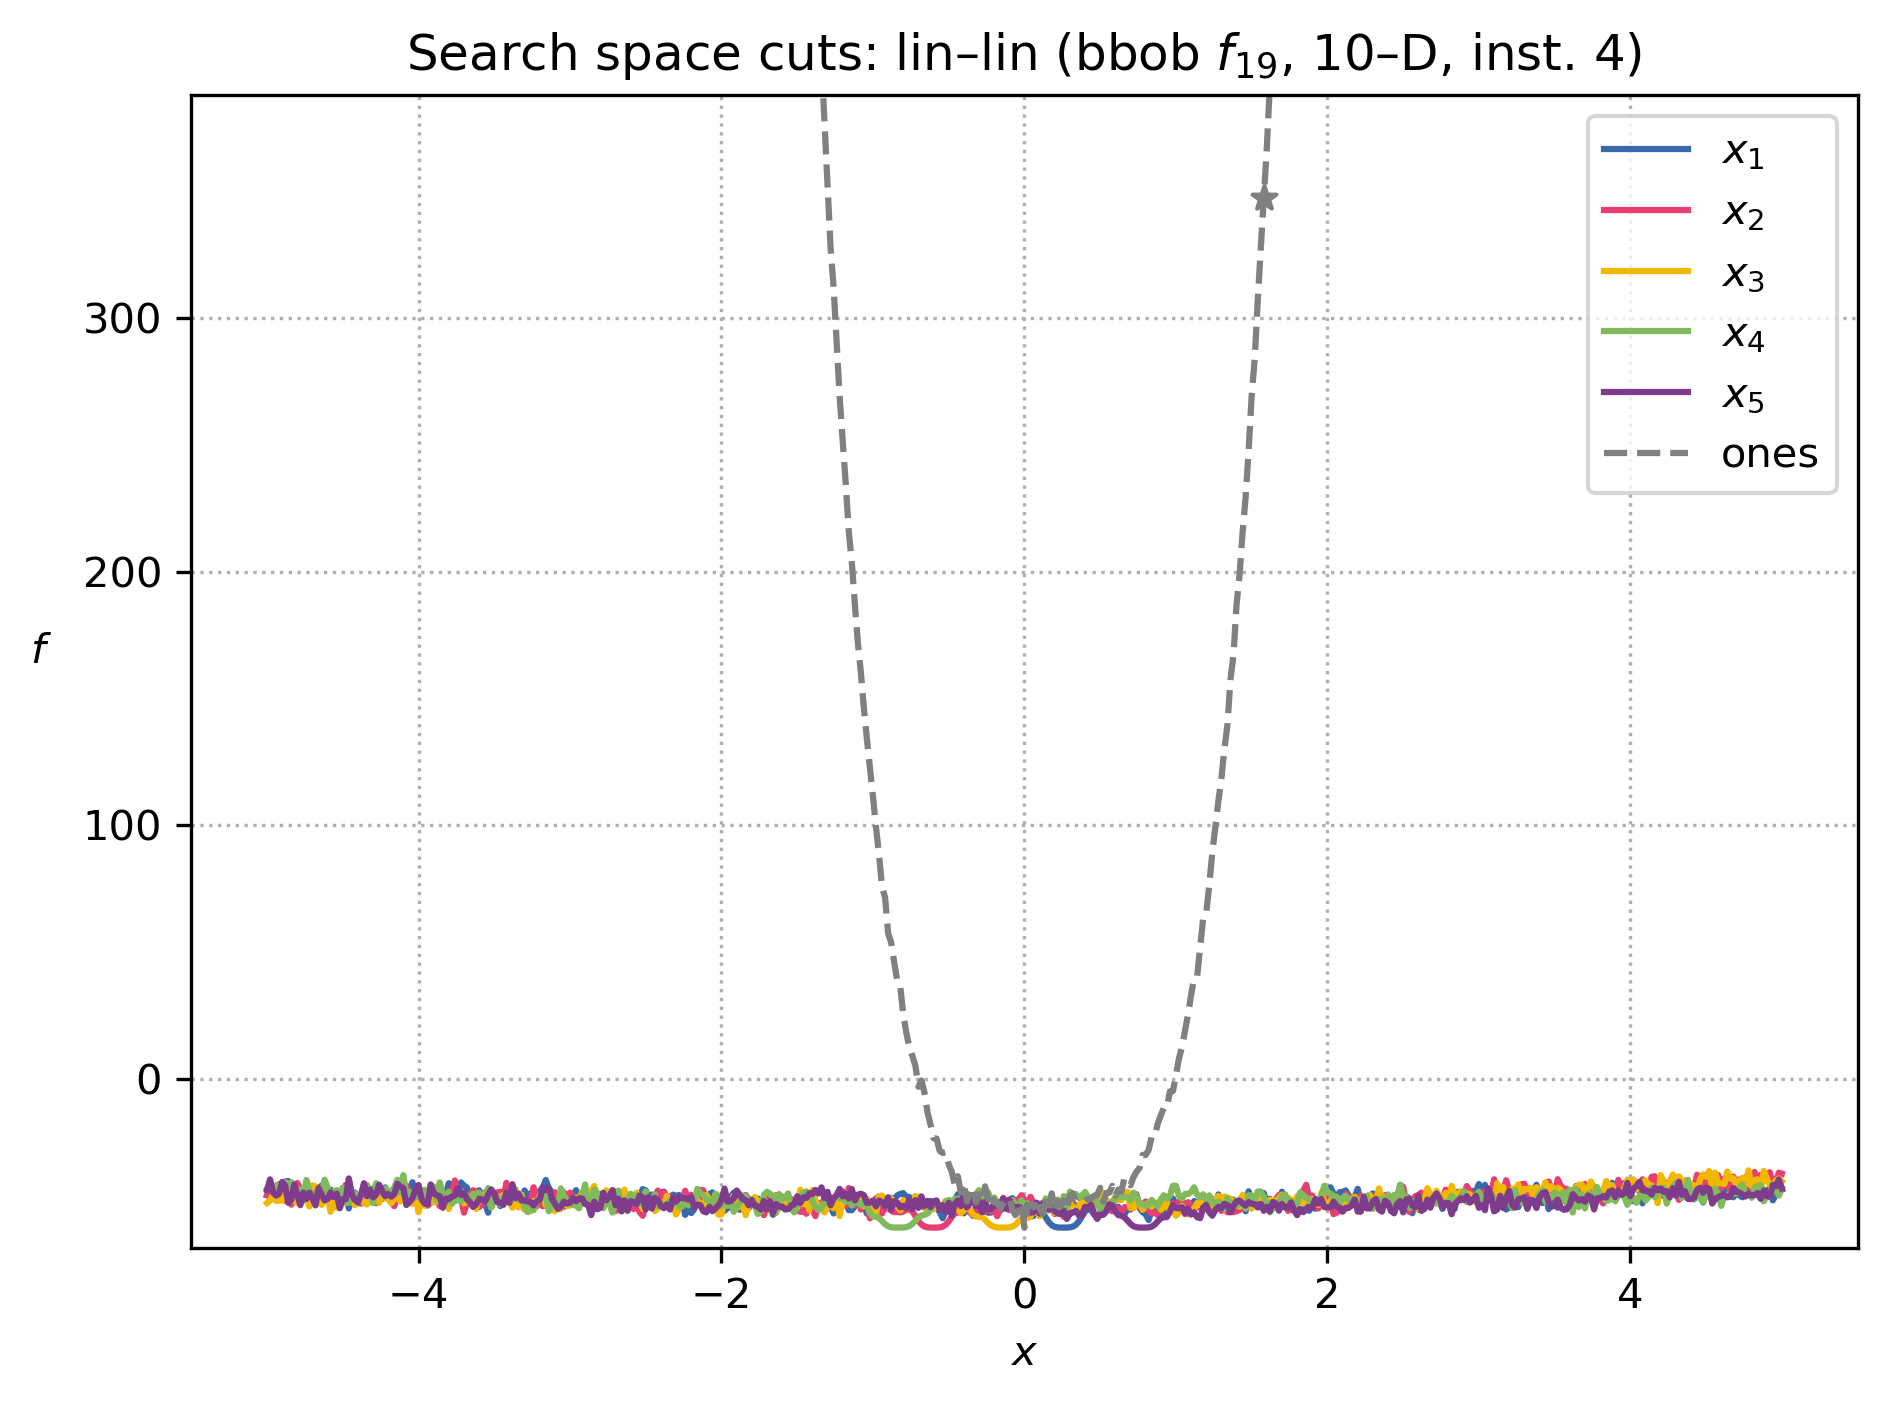 Search space cuts: lin–lin (bbob f₁₉, 10–D, inst. 4)
x₁
x₂
x₃
x₄
x₅
ones
300
200
100
0
f
−4 −2 0 2 4
x